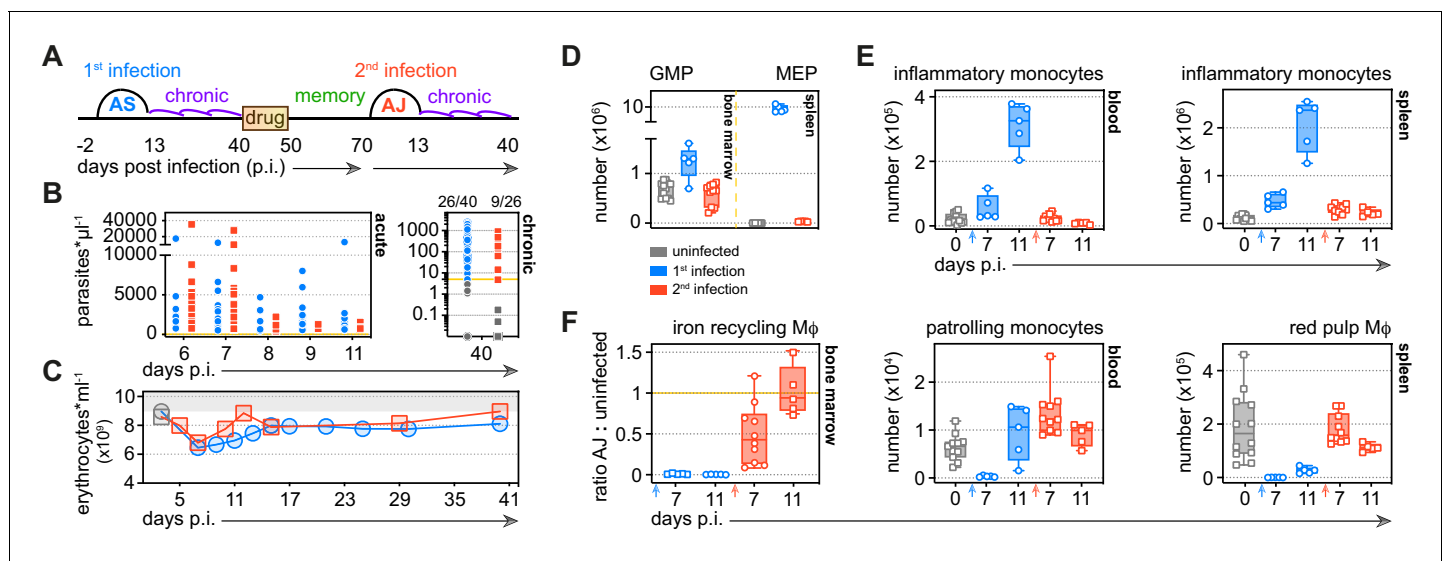 A
1st infection
2nd infection
AS
chronic
drug
memory
AJ
chronic
-2
13
40
50
70
13
40
days post infection (p.i.)
B
parasites*µl-1
40000
20000
10000
5000
0
acute
6
7
8
9
11
26/40
9/26
1000
100
10
5
1
0.1
chronic
40
days p.i.
C
erythrocytes*ml-1
(x10⁹)
10
8
6
4
5
11
17
23
29
35
41
days p.i.
D
GMP
MEP
number (x10⁶)
10
1
0
bone marrow
spleen
uninfected
1st infection
2nd infection
E
inflammatory monocytes
number (x10⁵)
4
2
0
blood
0
7
11
7
11
inflammatory monocytes
number (x10⁶)
2
1
0
spleen
0
7
11
7
11
days p.i.
F
iron recycling Mɸ
ratio AJ : uninfected
1.5
1
0.5
0
bone marrow
7
11
7
11
patrolling monocytes
number (x10⁴)
2
1
0
blood
0
7
11
7
11
red pulp Mɸ
number (x10⁵)
4
2
0
spleen
0
7
11
7
11
days p.i.